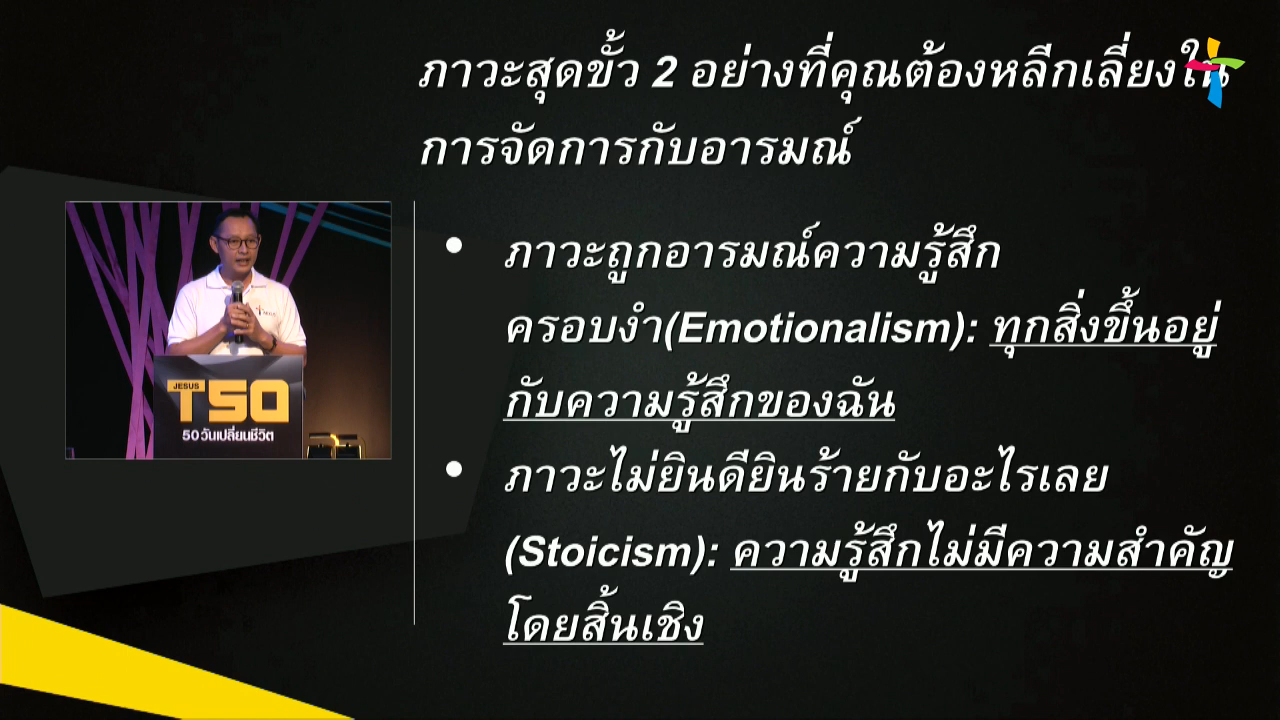 ภาวะสุดขั้ว 2 อย่างที่คุณต้องหลีกเลี่ยงใน
การจัดการกับอารมณ์
• ภาวะถูกอารมณ์ความรู้สึก
ครอบงำ(Emotionalism): ทุกสิ่งขึ้นอยู่
กับความรู้สึกของฉัน
• ภาวะไม่ยินดียินร้ายกับอะไรเลย
(Stoicism): ความรู้สึกไม่มีความสำคัญ
โดยสิ้นเชิง
JESUS
T50
50 วันเปลี่ยนชีวิต